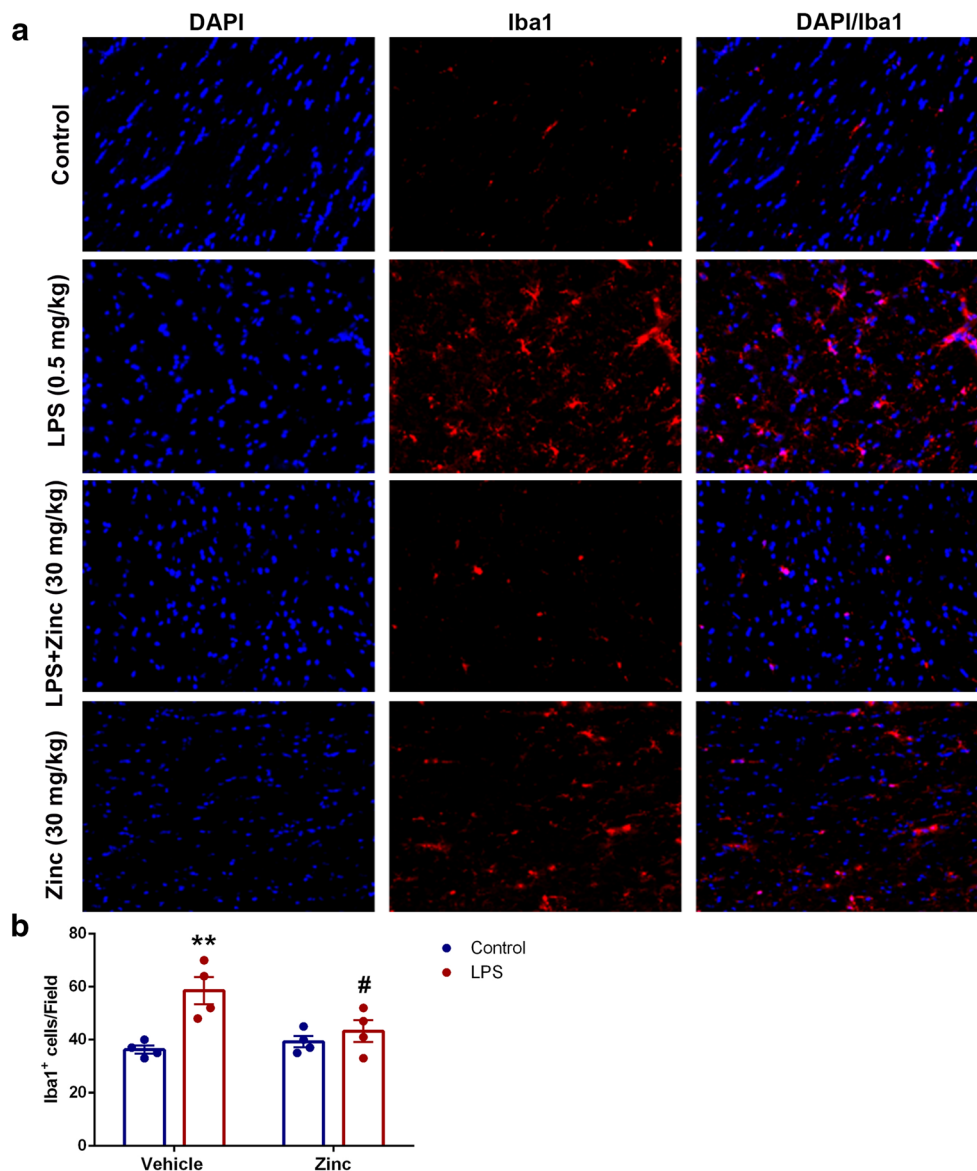 a
DAPI
Iba1
DAPI/Iba1
Control
LPS (0.5 mg/kg)
LPS+Zinc (30 mg/kg)
Zinc (30 mg/kg)
b
Iba1⁺ cells/Field
80
60
40
20
0
**
#
Control
LPS
Vehicle
Zinc